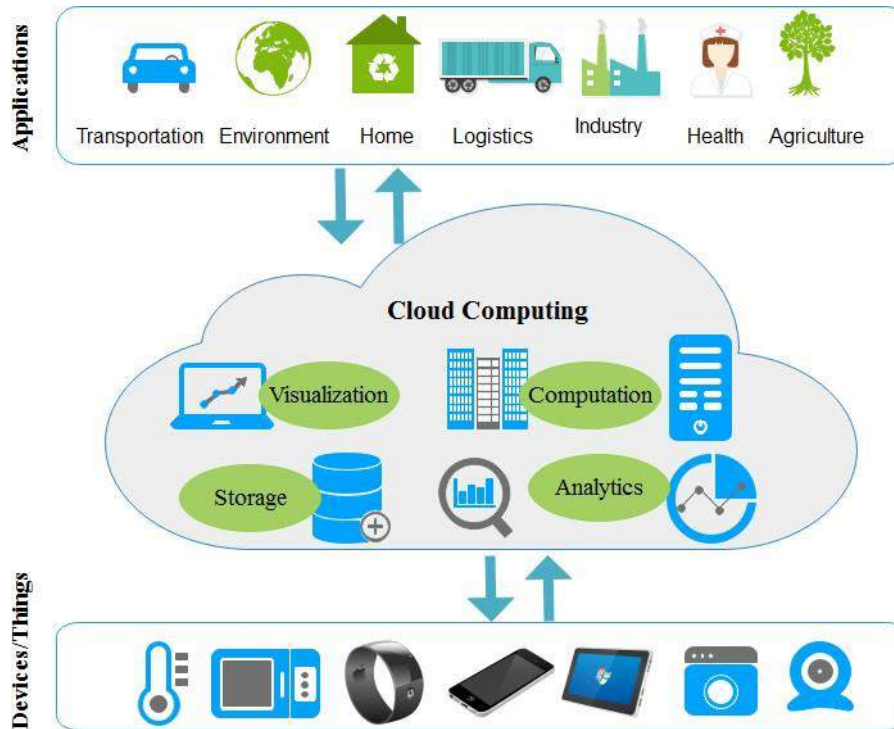 Applications
Transportation
Environment
Home
Logistics
Industry
Health
Agriculture
Cloud Computing
Visualization
Computation
Storage
Analytics
Devices/Things